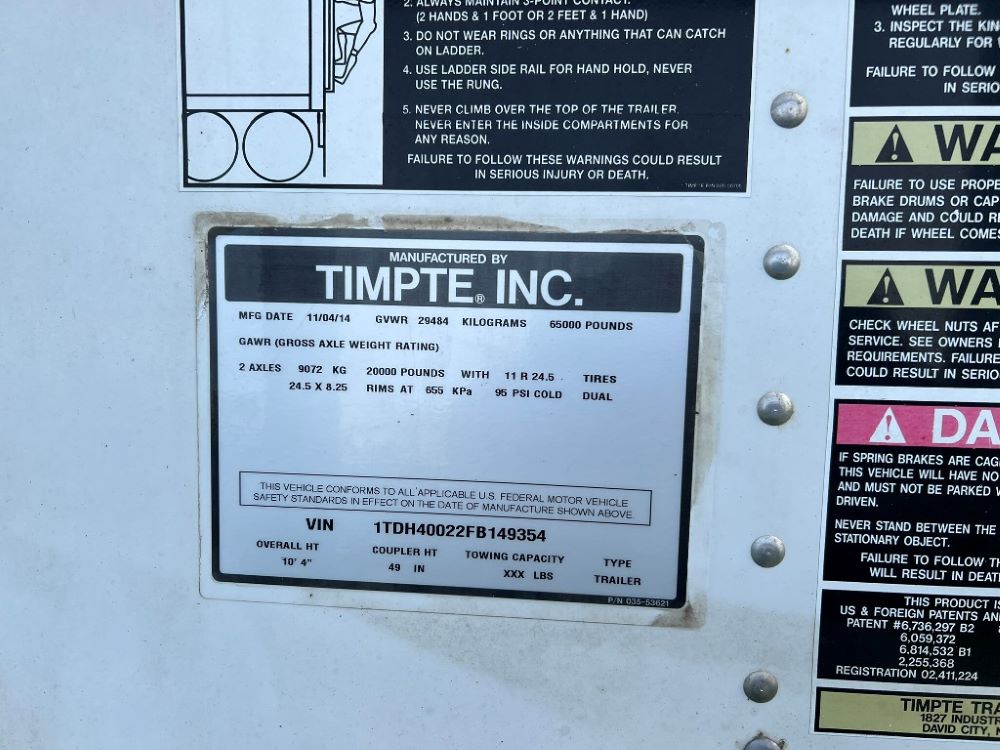 2. ALWAYS MAINTAIN 3-POINT CONTACT.
(2 HANDS & 1 FOOT OR 2 FEET & 1 HAND)
3. DO NOT WEAR RINGS OR ANYTHING THAT CAN CATCH
ON LADDER.
4. USE LADDER SIDE RAIL FOR HAND HOLD, NEVER
USE THE RUNG.
5. NEVER CLIMB OVER THE TOP OF THE TRAILER.
NEVER ENTER THE INSIDE COMPARTMENTS FOR
ANY REASON.
FAILURE TO FOLLOW THESE WARNINGS COULD RESULT
IN SERIOUS INJURY OR DEATH.
MANUFACTURED BY
TIMPTE® INC.
MFG DATE 11/04/14 GVWR 29484 KILOGRAMS 65000 POUNDS
GAWR (GROSS AXLE WEIGHT RATING)
2 AXLES 9072 KG 20000 POUNDS WITH 11 R 24.5 TIRES
24.5 X 8.25 RIMS AT 655 KPa 95 PSI COLD DUAL
THIS VEHICLE CONFORMS TO ALL APPLICABLE U.S. FEDERAL MOTOR VEHICLE
SAFETY STANDARDS IN EFFECT ON THE DATE OF MANUFACTURE SHOWN ABOVE.
VIN 1TDH40022FB149354
OVERALL HT COUPLER HT TOWING CAPACITY TYPE
10' 4" 49 IN XXX LBS TRAILER
P/N 035-53621
WHEEL PLATE.
3. INSPECT THE KIN
REGULARLY FOR
FAILURE TO FOLLOW
IN SERIO
WA
FAILURE TO USE PROPE
BRAKE DRUMS OR CAP
DAMAGE AND COULD RE
DEATH IF WHEEL COMES
WA
CHECK WHEEL NUTS AF
SERVICE. SEE OWNERS
REQUIREMENTS. FAILURE
COULD RESULT IN SERIO
DA
IF SPRING BRAKES ARE CAG
THIS VEHICLE WILL HAVE NO
AND MUST NOT BE PARKED
DRIVEN.
NEVER STAND BETWEEN THE
STATIONARY OBJECT.
FAILURE TO FOLLOW TH
WILL RESULT IN DEAT
THIS PRODUCT IS
US & FOREIGN PATENTS AN
PATENT #6,736,297 B2
6,059,372
6.814,532 B1
2,255,368
REGISTRATION 02,411,224
TIMPTE TRA
1827 INDUSTR
DAVID CITY,